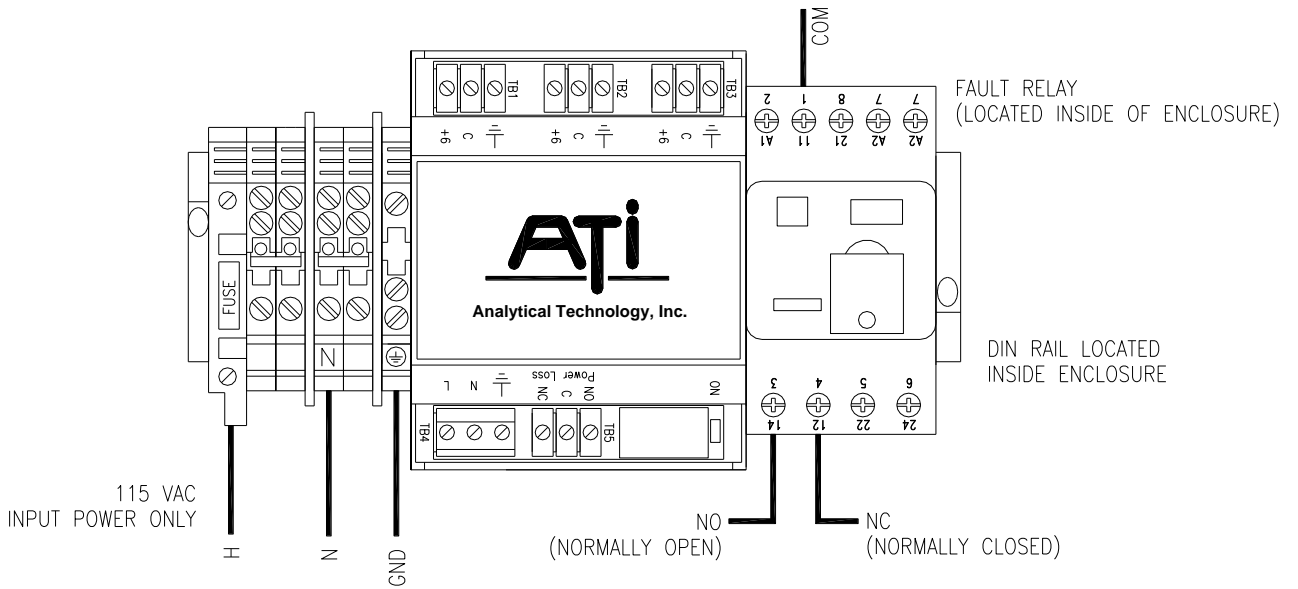 COM
FAULT RELAY
(LOCATED INSIDE OF ENCLOSURE)
TB1
TB2
TB3
+6 C
+6 C
+6 C
2 1 8 7 7
A1 11 21 A2 A2
ATi
Analytical Technology, Inc.
FUSE
N
DIN RAIL LOCATED
INSIDE ENCLOSURE
L N
Power Loss
NC C NO
ON
TB4
TB5
3 4 5 6
14 12 22 24
115 VAC
INPUT POWER ONLY
H
N
GND
NO
(NORMALLY OPEN)
NC
(NORMALLY CLOSED)